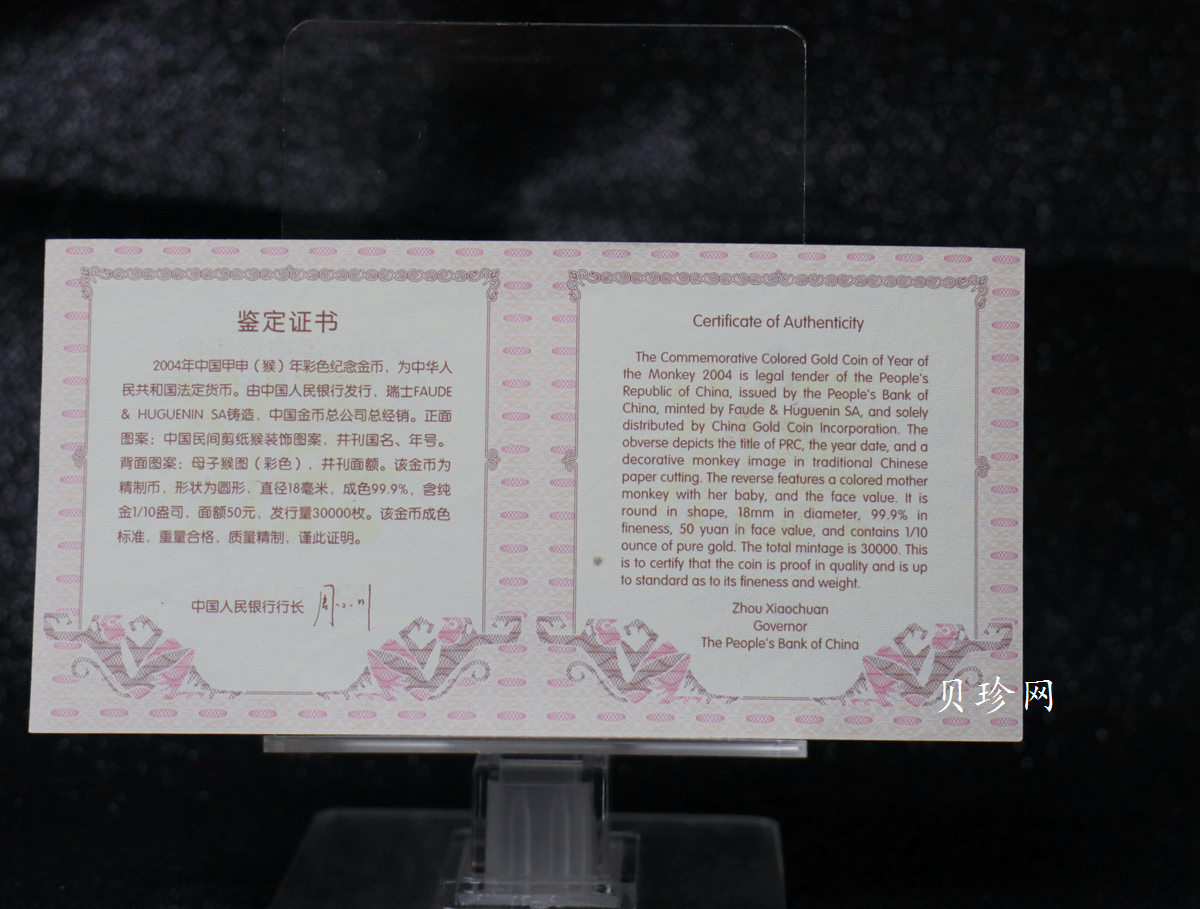 鉴定证书
2004年中国甲申（猴）年彩色纪念金币，为中华人
民共和国法定货币。由中国人民银行发行，瑞士FAUDE
& HUGUENIN SA铸造，中国金币总公司总经销。正面
图案：中国民间剪纸猴装饰图案，并刊国名、年号。
背面图案：母子猴图（彩色），并刊面额。该金币为
精制币，形状为圆形，直径18毫米，成色99.9%，含纯
金1/10盎司，面额50元，发行量30000枚。该金币成色
标准，重量合格，质量精制，谨此证明。
中国人民银行行长 周小川
Certificate of Authenticity
The Commemorative Colored Gold Coin of Year of
the Monkey 2004 is legal tender of the People's
Republic of China, issued by the People's Bank of
China, minted by Faude & Huguenin SA, and solely
distributed by China Gold Coin Incorporation. The
obverse depicts the title of PRC, the year date, and a
decorative monkey image in traditional Chinese
paper cutting. The reverse features a colored mother
monkey with her baby, and the face value. It is
round in shape, 18mm in diameter, 99.9% in
fineness, 50 yuan in face value, and contains 1/10
ounce of pure gold. The total mintage is 30000. This
is to certify that the coin is proof in quality and is up
to standard as to its fineness and weight.
Zhou Xiaochuan
Governor
The People's Bank of China
贝珍网